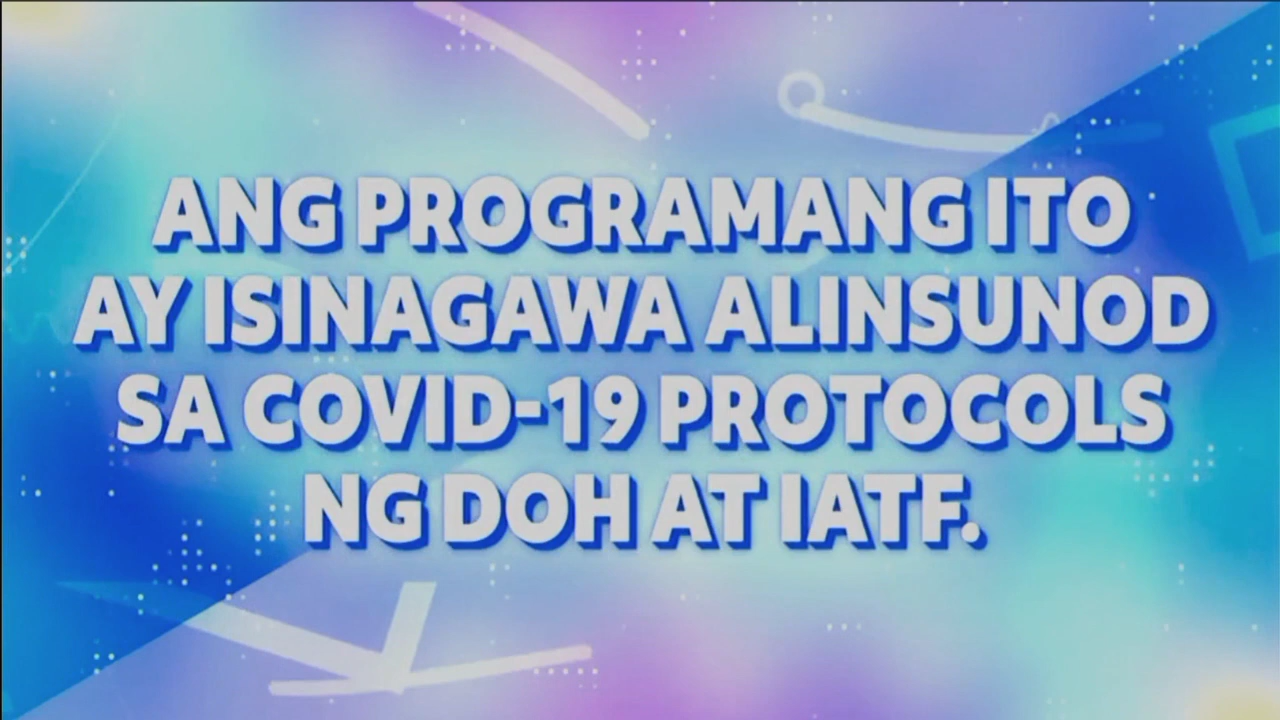 ANG PROGRAMANG ITO
AY ISINAGAWA ALINSUNOD
SA COVID-19 PROTOCOLS
NG DOH AT IATF.